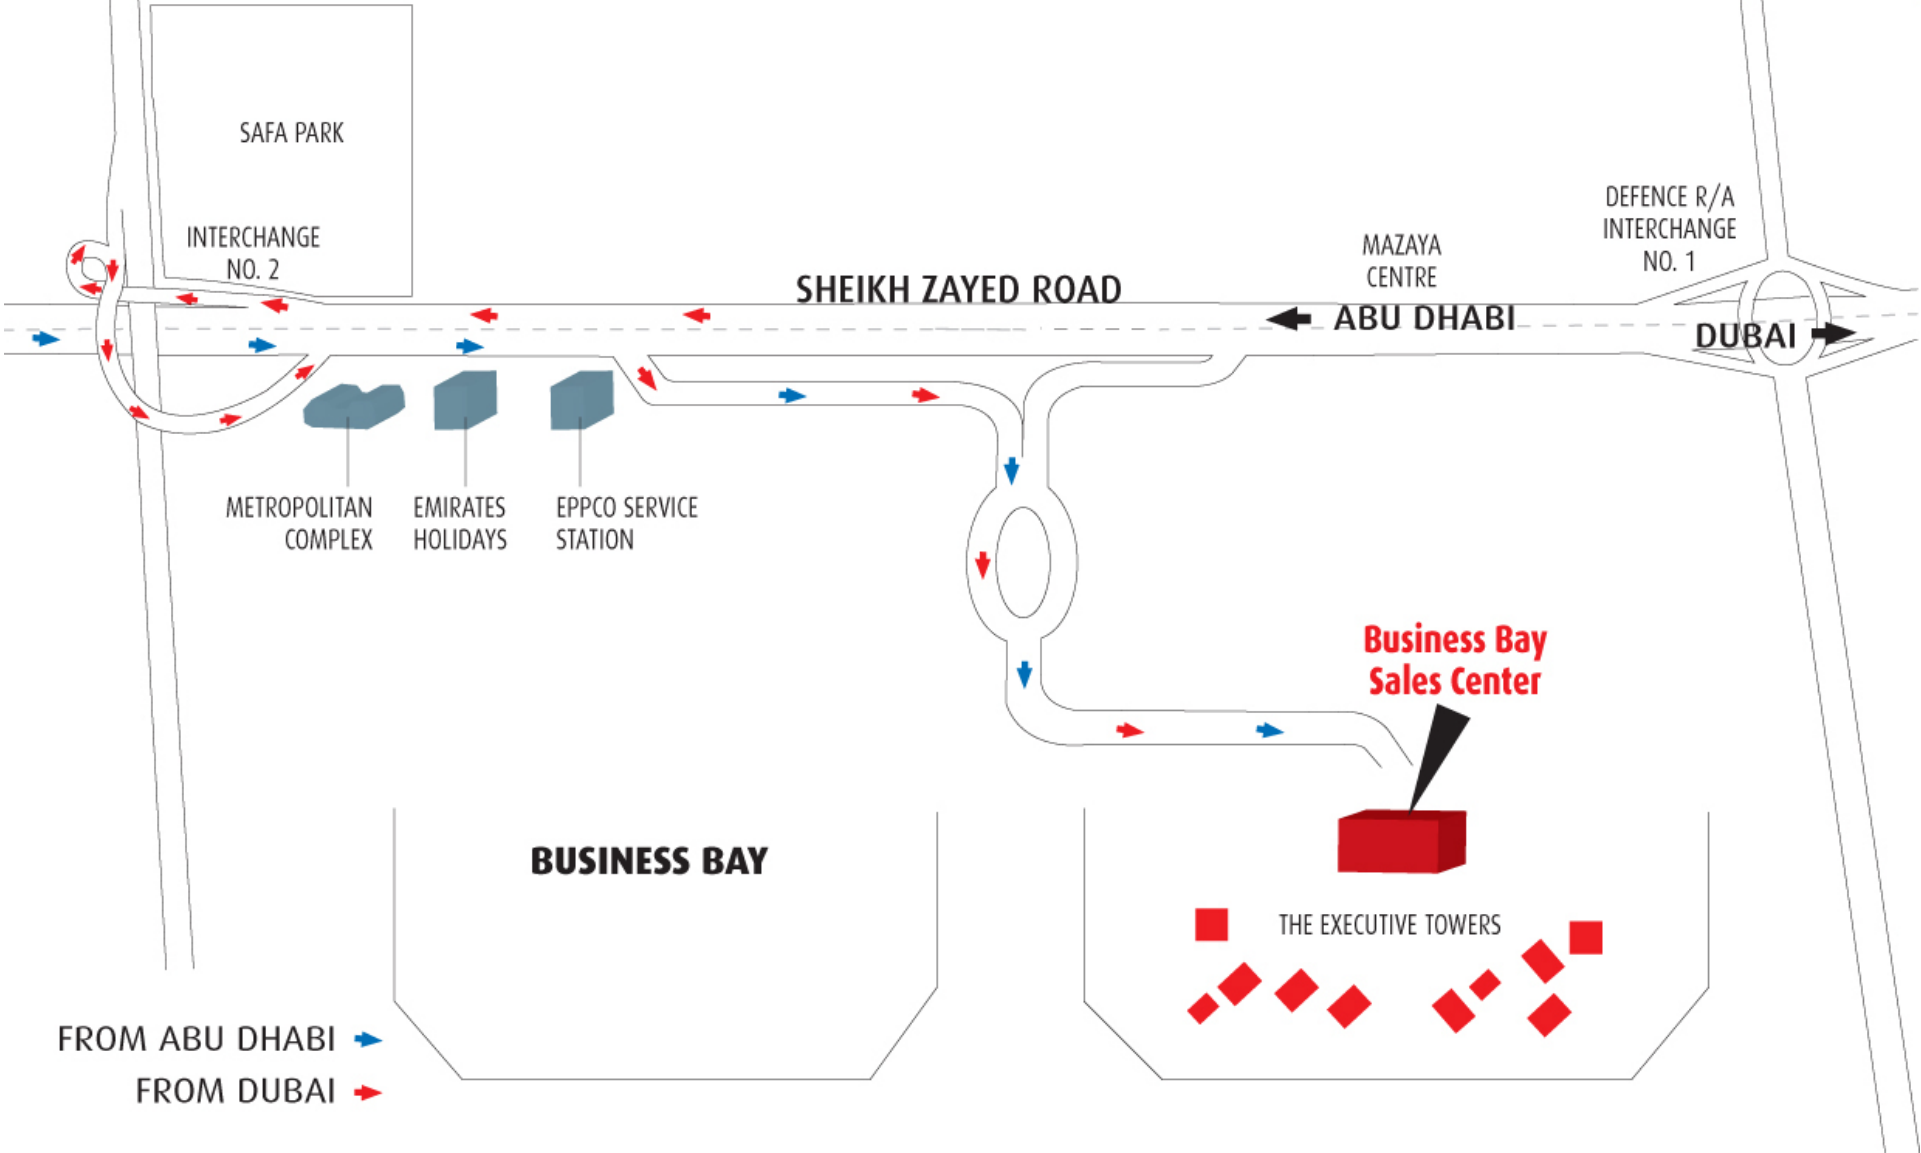 SAFA PARK
INTERCHANGE
NO. 2
SHEIKH ZAYED ROAD
MAZAYA
CENTRE
ABU DHABI
DEFENCE R/A
INTERCHANGE
NO. 1
DUBAI
METROPOLITAN
COMPLEX
EMIRATES
HOLIDAYS
EPPCO SERVICE
STATION
Business Bay
Sales Center
BUSINESS BAY
THE EXECUTIVE TOWERS
FROM ABU DHABI
FROM DUBAI